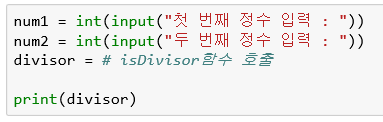 num1 = int(input("첫 번째 정수 입력 : "))
num2 = int(input("두 번째 정수 입력 : "))
divisor = # isDivisor함수 호출
print(divisor)